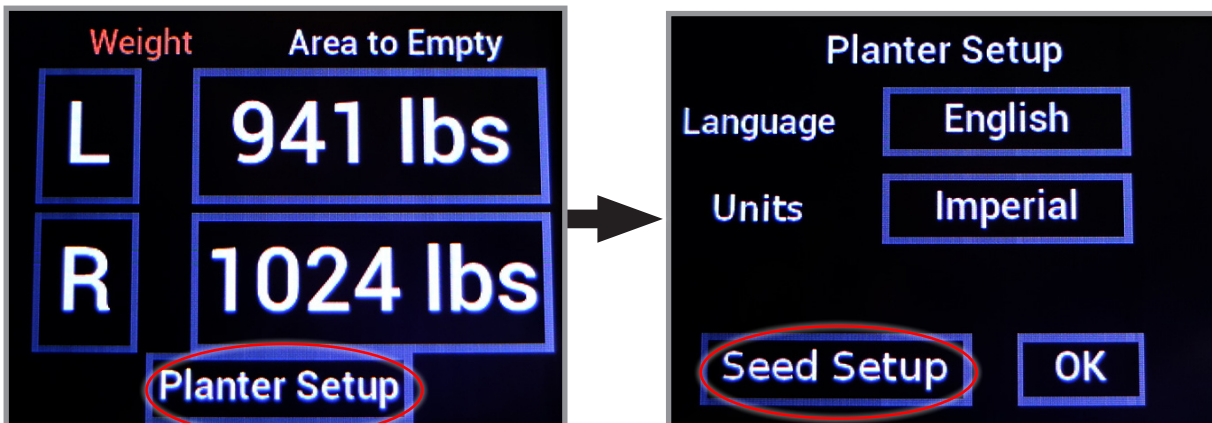 Weight Area to Empty
L 941 lbs
R 1024 lbs
Planter Setup
Planter Setup
Language English
Units Imperial
Seed Setup OK